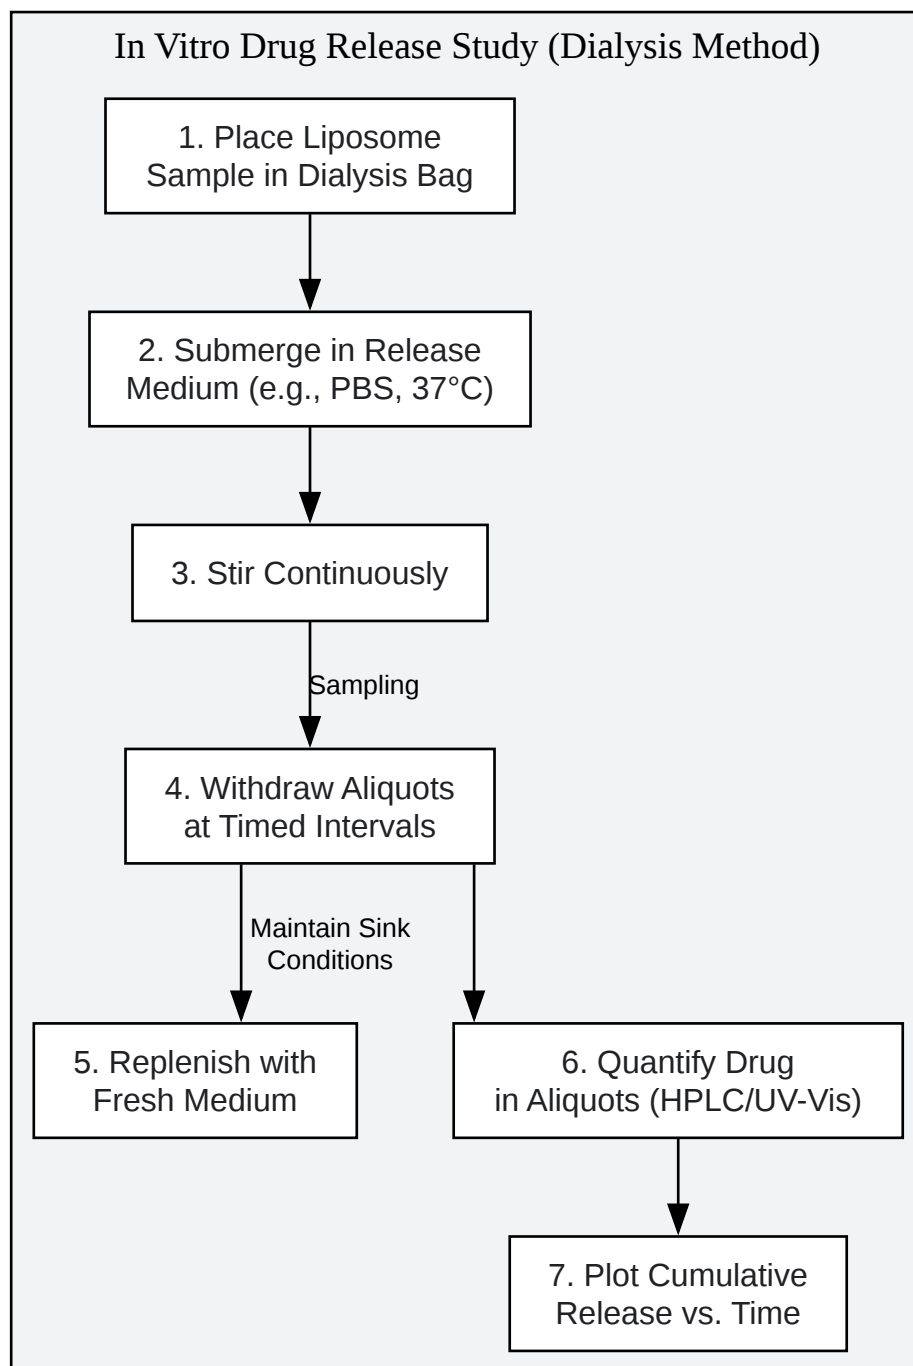 In Vitro Drug Release Study (Dialysis Method)
1. Place Liposome
Sample in Dialysis Bag
2. Submerge in Release
Medium (e.g., PBS, 37°C)
3. Stir Continuously
Sampling
4. Withdraw Aliquots
at Timed Intervals
Maintain Sink
Conditions
5. Replenish with
Fresh Medium
6. Quantify Drug
in Aliquots (HPLC/UV-Vis)
7. Plot Cumulative
Release vs. Time